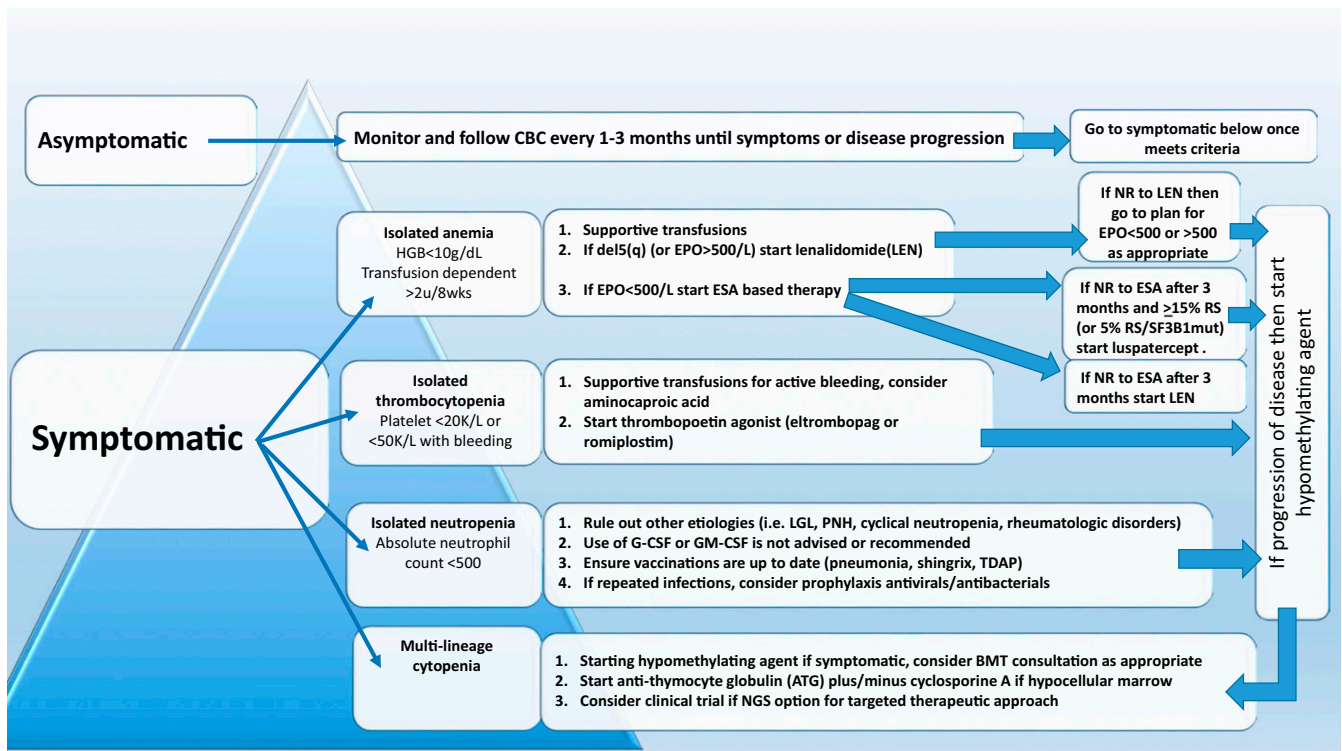 Asymptomatic
Monitor and follow CBC every 1-3 months until symptoms or disease progression
Go to symptomatic below once
meets criteria
Symptomatic
Isolated anemia
HGB<10g/dL
Transfusion dependent
>2u/8wks
1. Supportive transfusions
2. If del5(q) (or EPO>500/L) start lenalidomide(LEN)
3. If EPO<500/L start ESA based therapy
If NR to LEN then
go to plan for
EPO<500 or >500
as appropriate
If NR to ESA after 3
months and ≥15% RS
(or 5% RS/SF3B1mut)
start luspatercept .
If NR to ESA after 3
months start LEN
Isolated
thrombocytopenia
Platelet <20K/L or
<50K/L with bleeding
1. Supportive transfusions for active bleeding, consider
aminocaproic acid
2. Start thrombopoetin agonist (eltrombopag or
romiplostim)
Isolated neutropenia
Absolute neutrophil
count <500
1. Rule out other etiologies (i.e. LGL, PNH, cyclical neutropenia, rheumatologic disorders)
2. Use of G-CSF or GM-CSF is not advised or recommended
3. Ensure vaccinations are up to date (pneumonia, shingrix, TDAP)
4. If repeated infections, consider prophylaxis antivirals/antibacterials
Multi-lineage
cytopenia
1. Starting hypomethylating agent if symptomatic, consider BMT consultation as appropriate
2. Start anti-thymocyte globulin (ATG) plus/minus cyclosporine A if hypocellular marrow
3. Consider clinical trial if NGS option for targeted therapeutic approach
If progression of disease then start
hypomethylating agent